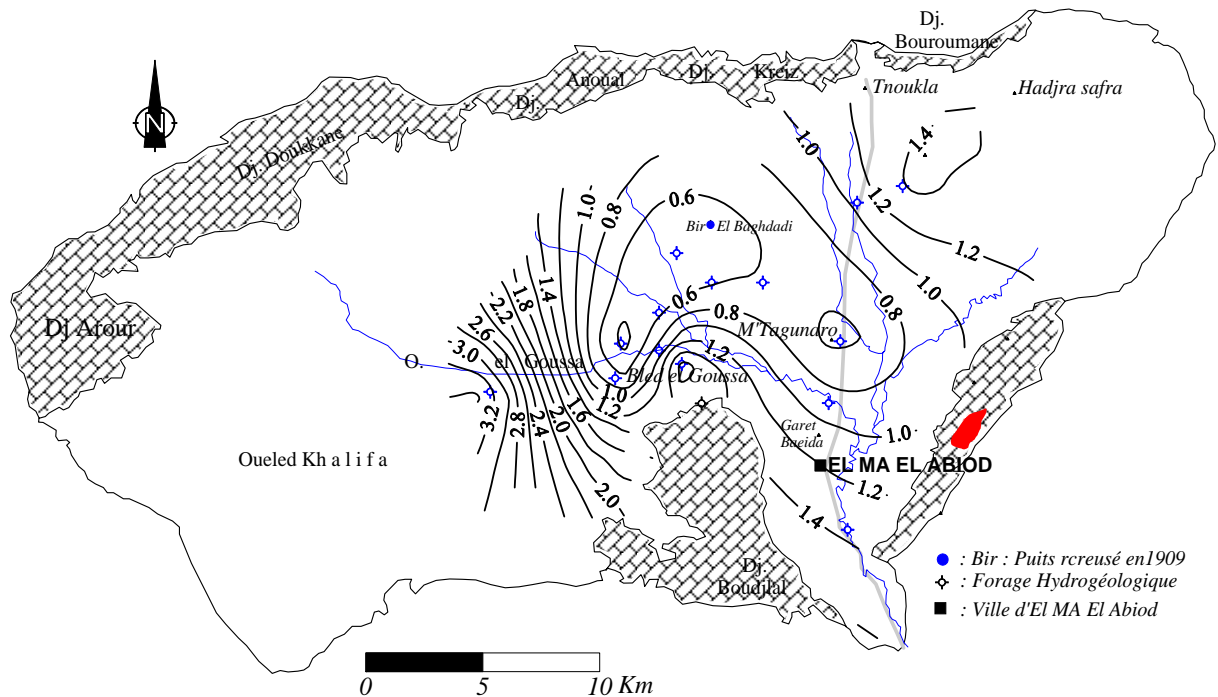 Dj.
Bouroumane
Anoual
Dj.
Kreiz
Dj.
Tnoukla
Hadjra safra
N
Dj. Doukkane
1.0
1.4
1.2
1.0
0.8
0.6
Bir El Baghdadi
1.2
1.4
1.8
2.2
2.6
3.0
0.6
0.8
1.0
0.8
Dj Arour
M'Tagundro
1.2
O. el Goussa
Bled el Goussa
1.0
1.2
1.6
2.0
2.4
2.8
3.2
Garet
Baeida
1.0
Oueled Kh a l i f a
EL MA EL ABIOD
1.2
2.0
1.4
Dj.
Boudjlal
: Bir : Puits rcreusé en1909
: Forage Hydrogéologique
: Ville d'El MA El Abiod
0 5 10 Km